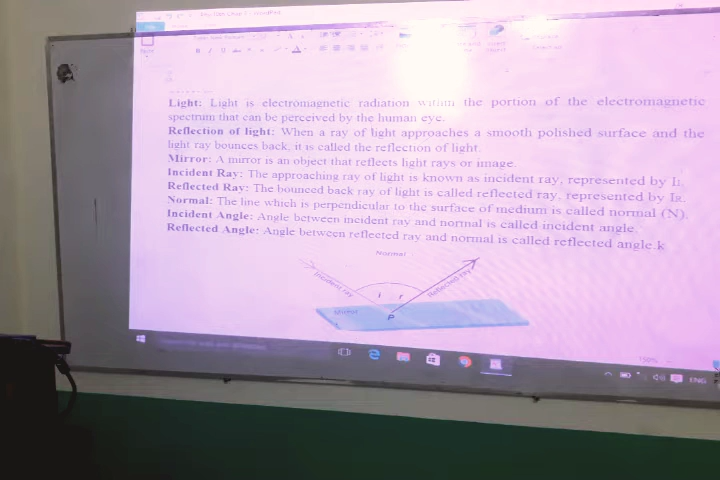 Light: Light is electromagnetic radiation within the portion of the electromagnetic
spectrum that can be perceived by the human eye.
Reflection of light: When a ray of light approaches a smooth polished surface and the
light ray bounces back, it is called the reflection of light.
Mirror: A mirror is an object that reflects light rays or image.
Incident Ray: The approaching ray of light is known as incident ray, represented by II.
Reflected Ray: The bounced back ray of light is called reflected ray, represented by IR.
Normal: The line which is perpendicular to the surface of medium is called normal (N).
Incident Angle: Angle between incident ray and normal is called incident angle.
Reflected Angle: Angle between reflected ray and normal is called reflected angle.k
Normal
Incident ray
Reflected ray
i r
Mirror
P
150%
ENG